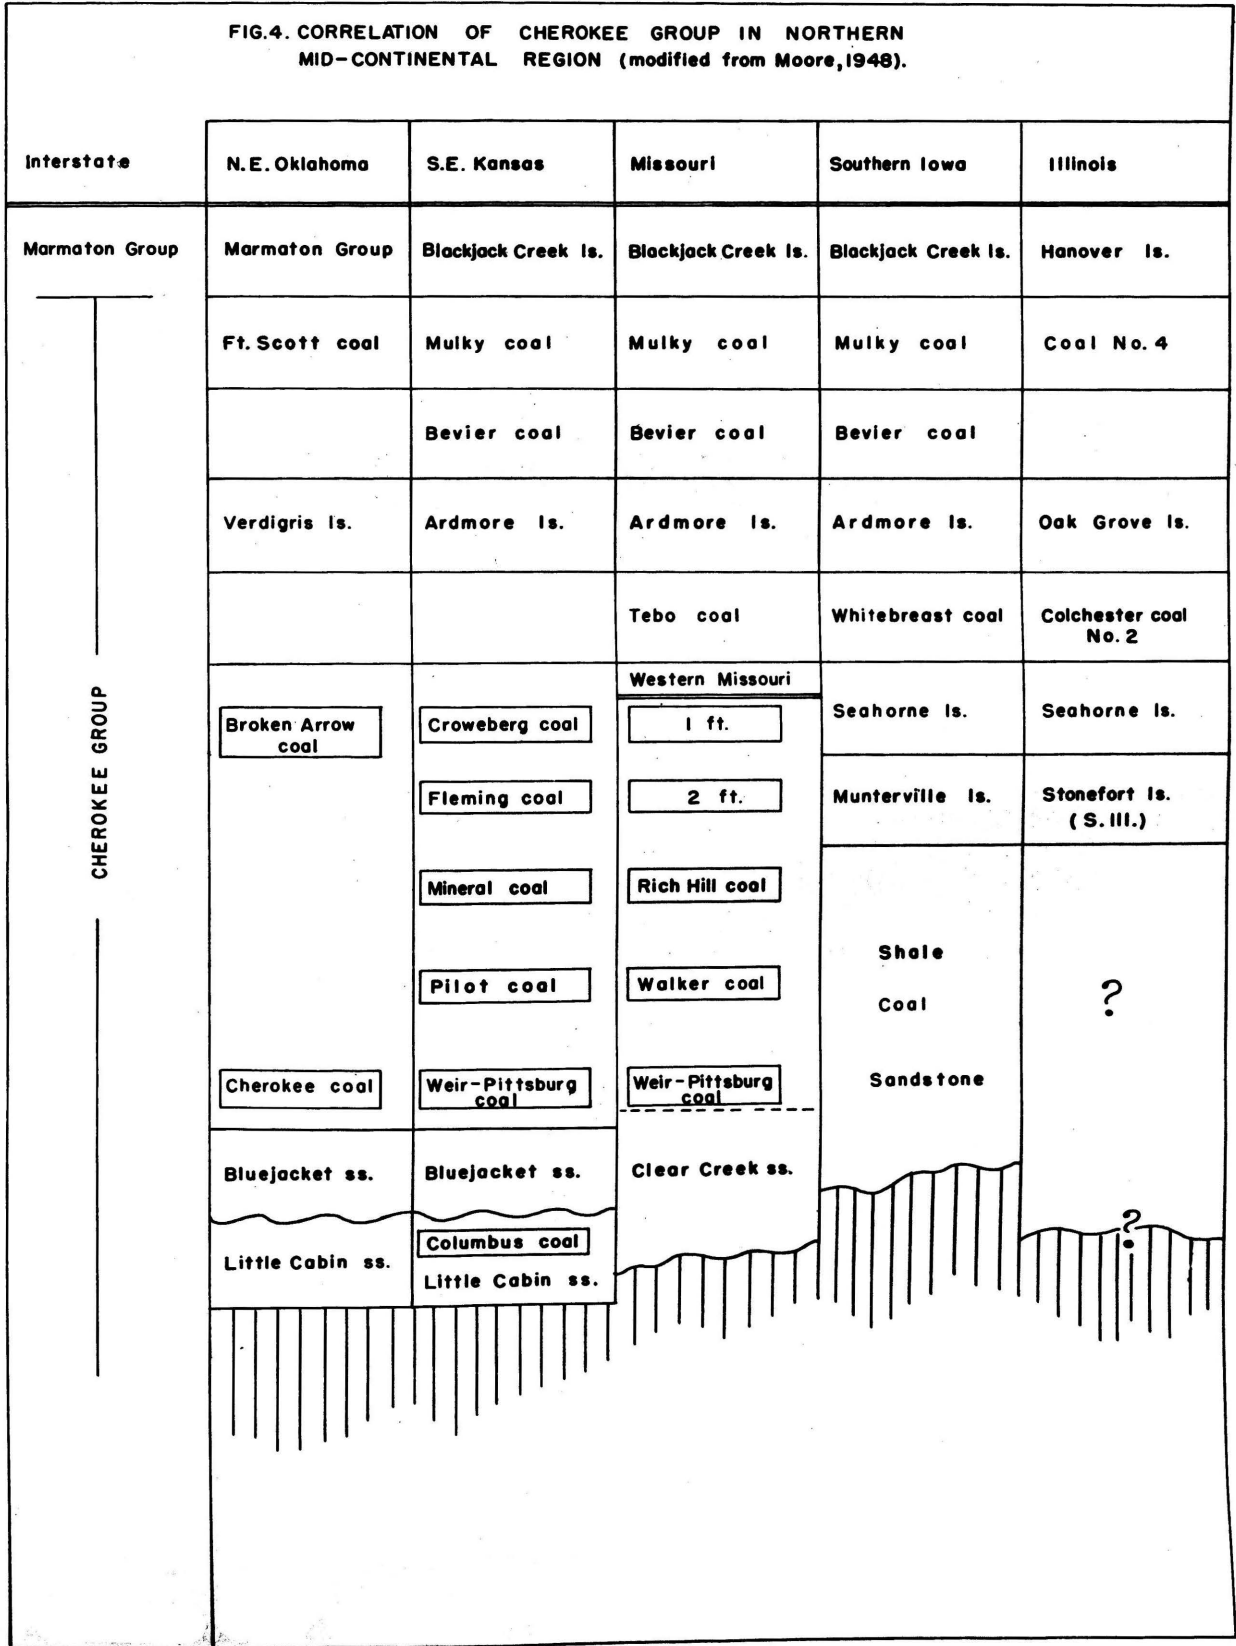 FIG.4. CORRELATION OF CHEROKEE GROUP IN NORTHERN
MID-CONTINENTAL REGION (modified from Moore,1948).
Interstate N.E. Oklahoma S.E. Kansas Missouri Southern Iowa Illinois
Marmaton Group Marmaton Group Blackjack Creek ls. Blackjack Creek ls. Blackjack Creek ls. Hanover ls.
Ft. Scott coal Mulky coal Mulky coal Mulky coal Coal No. 4
Bevier coal Bevier coal Bevier coal
Verdigris ls. Ardmore ls. Ardmore ls. Ardmore ls. Oak Grove ls.
Tebo coal Whitebreast coal Colchester coal
No. 2
CHEROKEE GROUP
Western Missouri
Broken Arrow Croweberg coal 1 ft. Seahorne ls. Seahorne ls.
coal
Fleming coal 2 ft. Munterville ls. Stonefort ls.
(S. Ill.)
Mineral coal Rich Hill coal
Shale
Pilot coal Walker coal ?
Coal
Cherokee coal Weir-Pittsburg Weir-Pittsburg Sandstone
coal coal
Bluejacket ss. Bluejacket ss. Clear Creek ss.
?
Columbus coal
Little Cabin ss.
Little Cabin ss.